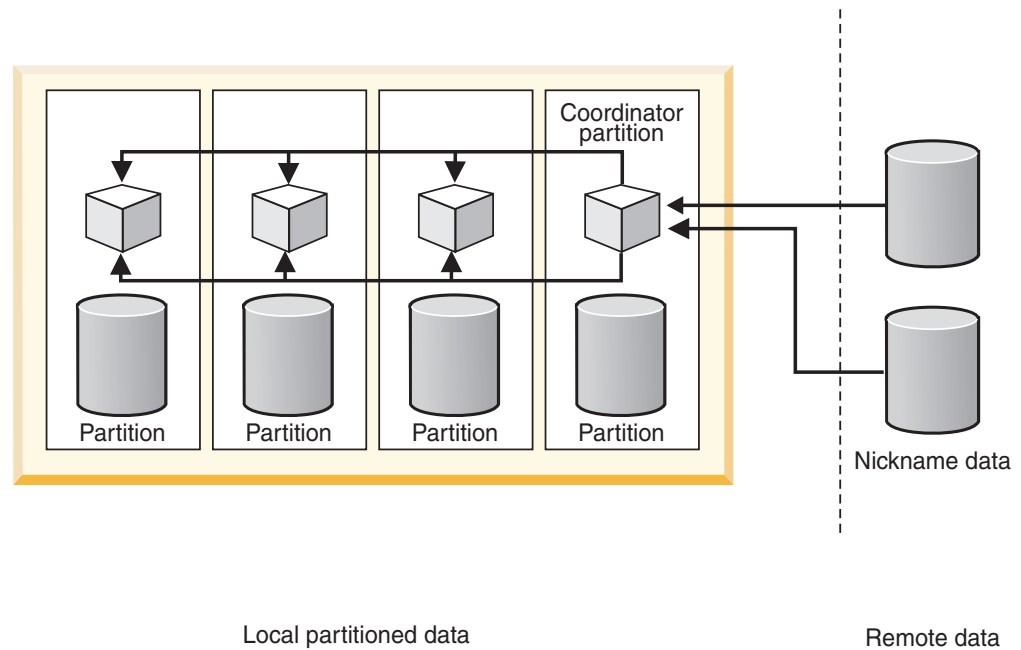 Coordinator
partition
Partition
Partition
Partition
Partition
Nickname data
Local partitioned data
Remote data